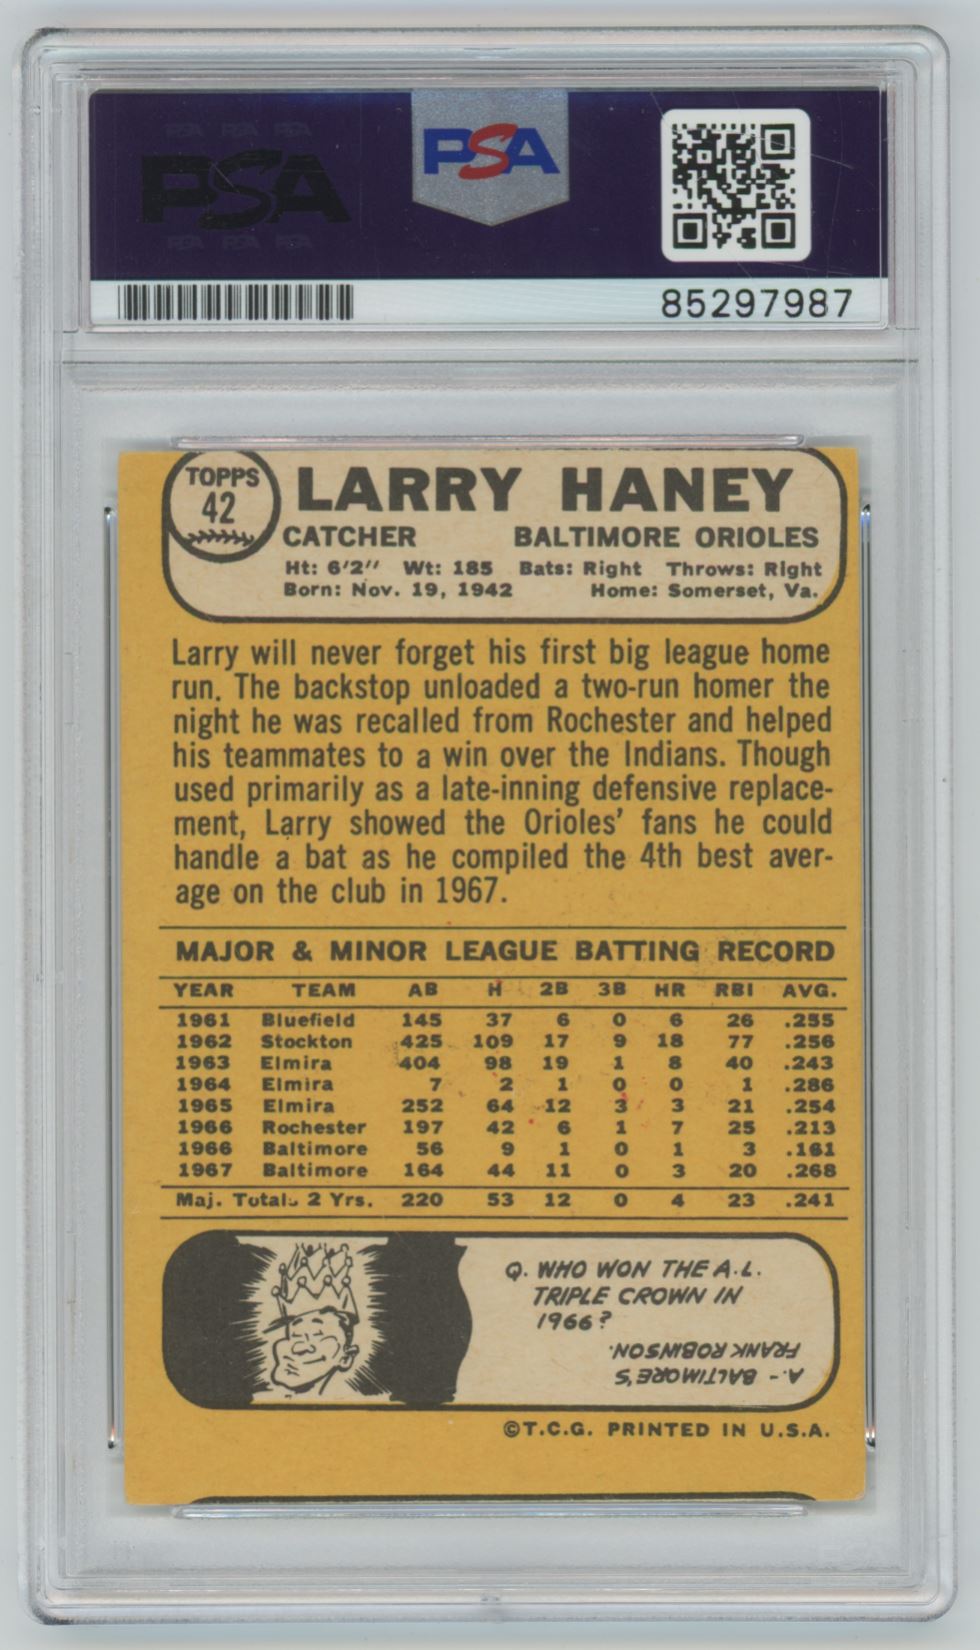 PSA PSA PSA
PSA
PSA PSA PSA
PSA
85297987
TOPPS
42
LARRY HANEY
CATCHER BALTIMORE ORIOLES
Ht: 6'2" Wt: 185 Bats: Right Throws: Right
Born: Nov. 19, 1942 Home: Somerset, Va.
Larry will never forget his first big league home
run. The backstop unloaded a two-run homer the
night he was recalled from Rochester and helped
his teammates to a win over the Indians. Though
used primarily as a late-inning defensive replace-
ment, Larry showed the Orioles' fans he could
handle a bat as he compiled the 4th best aver-
age on the club in 1967.
MAJOR & MINOR LEAGUE BATTING RECORD
YEAR TEAM AB H 2B 3B HR RBI AVG.
1961 Bluefield 145 37 6 0 6 26 .255
1962 Stockton 425 109 17 9 18 77 .256
1963 Elmira 404 98 19 1 8 40 .243
1964 Elmira 7 2 1 0 0 1 .286
1965 Elmira 252 64 12 3 3 21 .254
1966 Rochester 197 42 6 1 7 25 .213
1966 Baltimore 56 9 1 0 1 3 .161
1967 Baltimore 164 44 11 0 3 20 .268
Maj. Totals 2 Yrs. 220 53 12 0 4 23 .241
Q. WHO WON THE A.L.
TRIPLE CROWN IN
1966?
A.- BALTIMORE'S
FRANK ROBINSON.
©T.C.G. PRINTED IN U.S.A.